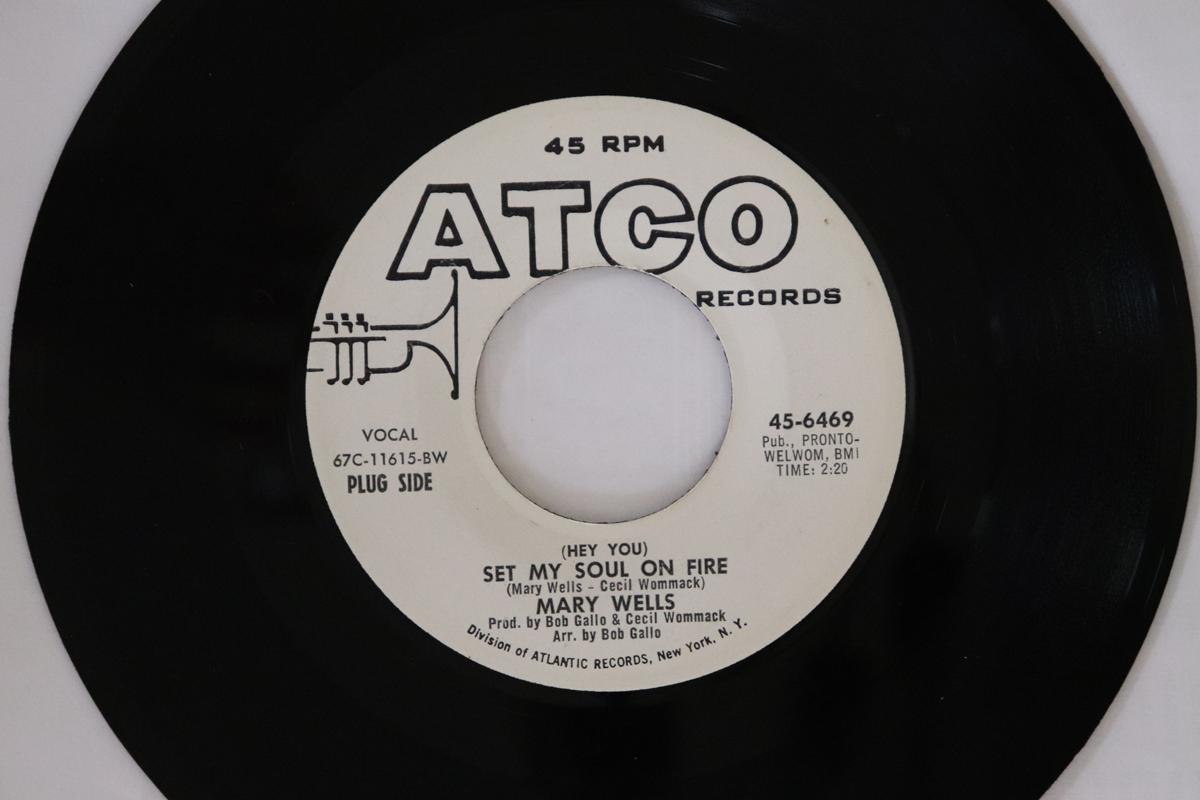 45 RPM
ATCO
RECORDS
VOCAL
67C-11615-BW
PLUG SIDE
45-6469
Pub., PRONTO-
WELWOM, BMI
TIME: 2:20
(HEY YOU)
SET MY SOUL ON FIRE
(Mary Wells - Cecil Wommack)
MARY WELLS
Prod. by Bob Gallo & Cecil Wommack
Arr. by Bob Gallo
Division of ATLANTIC RECORDS, New York, N. Y.